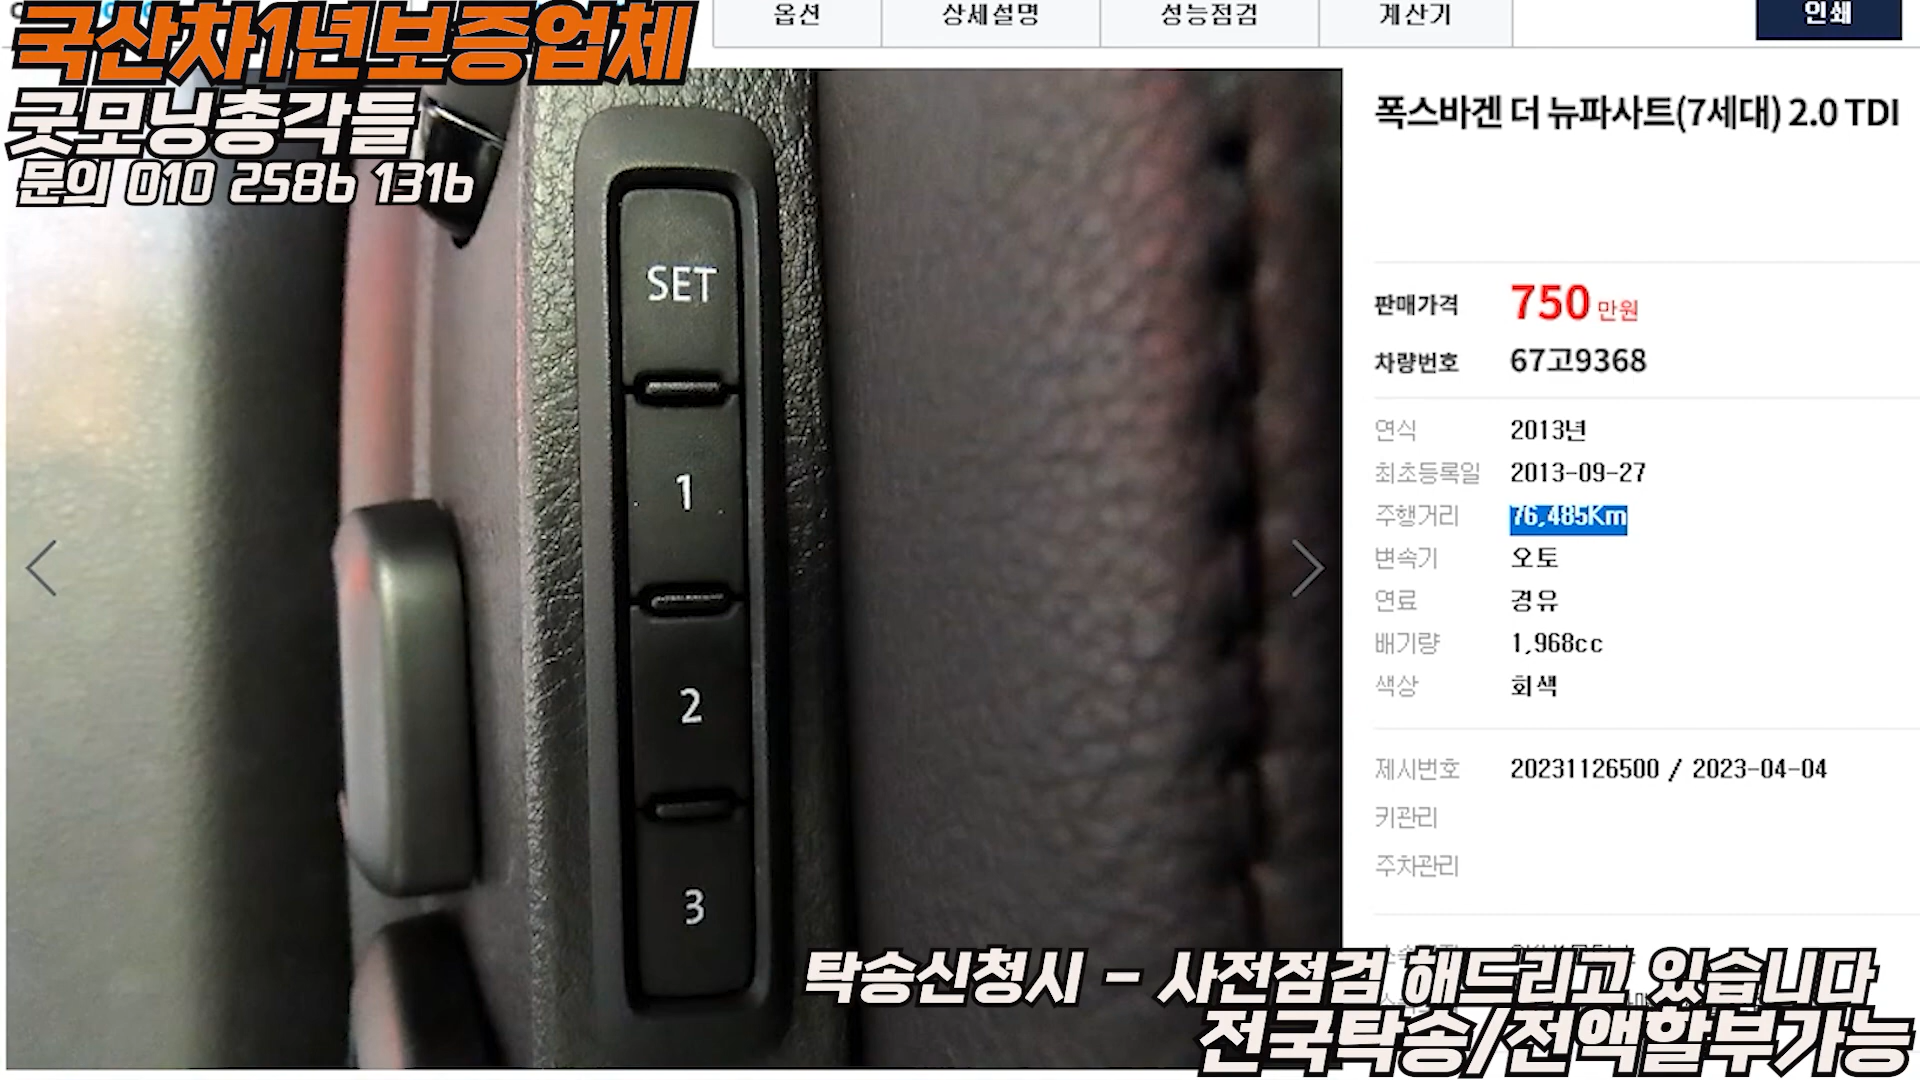 국산차1년보증업체
굿모닝총각들
문의 010 2586 1316
옵션
상세설명
성능점검
계산기
인쇄
SET
1
2
3
폭스바겐 더 뉴파사트(7세대) 2.0 TDI
판매가격 750 만원
차량번호 67고9368
연식 2013년
최초등록일 2013-09-27
주행거리 76,485Km
변속기 오토
연료 경유
배기량 1,968cc
색상 회색
제시번호 20231126500 / 2023-04-04
키관리
주차관리
탁송신청시 - 사전점검 해드리고 있습니다
전국탁송/전액할부가능